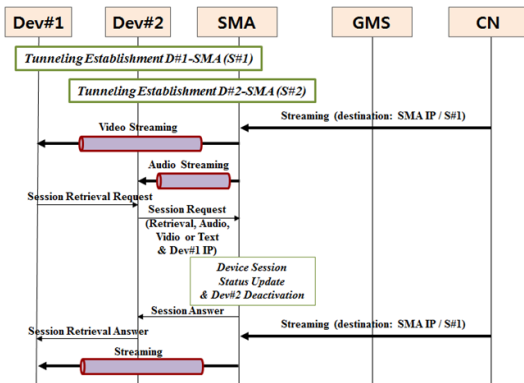 Dev#1 Dev#2 SMA GMS CN
Tunneling Establishment D#1-SMA (S#1)
Tunneling Establishment D#2-SMA (S#2)
Streaming (destination: SMA IP / S#1)
Video Streaming
Audio Streaming
Session Retrieval Request
Session Request
(Retrieval, Audio,
Vidio or Text
& Dev#1 IP)
Device Session
Status Update
& Dev#2 Deactivation
Session Answer
Streaming (destination: SMA IP / S#1)
Session Retrieval Answer
Streaming